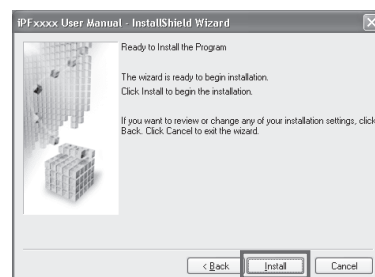 iPFxxxx User Manual - InstallShield Wizard
Ready to Install the Program
The wizard is ready to begin installation.
Click Install to begin the installation.
If you want to review or change any of your installation settings, click
Back. Click Cancel to exit the wizard.
< Back
Install
Cancel